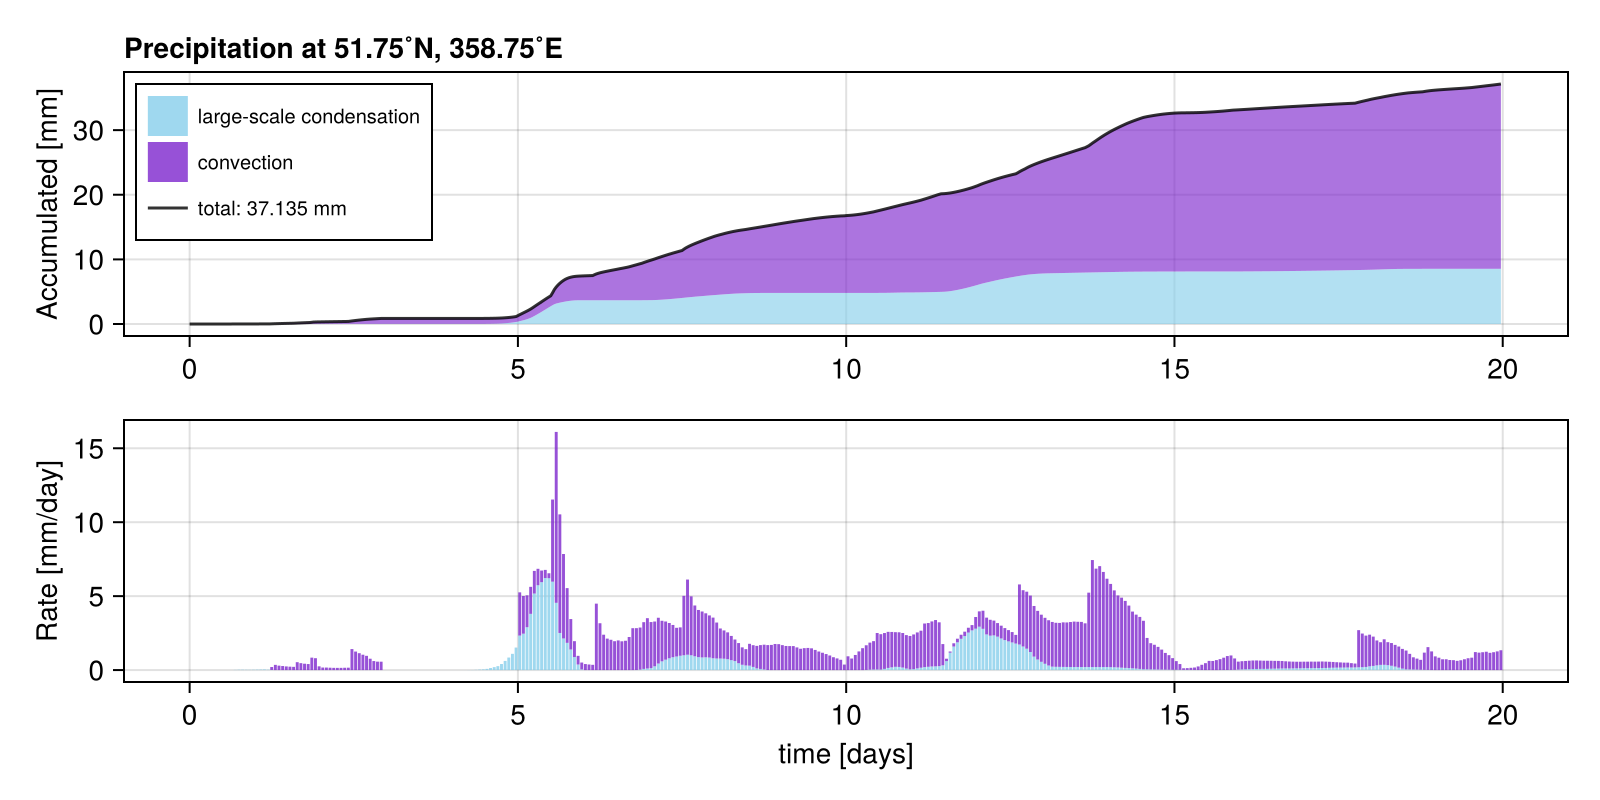 Precipitation at 51.75˚N, 358.75˚E
Accumulated [mm]
30
20
10
0
large-scale condensation
convection
total: 37.135 mm
0 5 10 15 20
Rate [mm/day]
15
10
5
0
0 5 10 15 20
time [days]